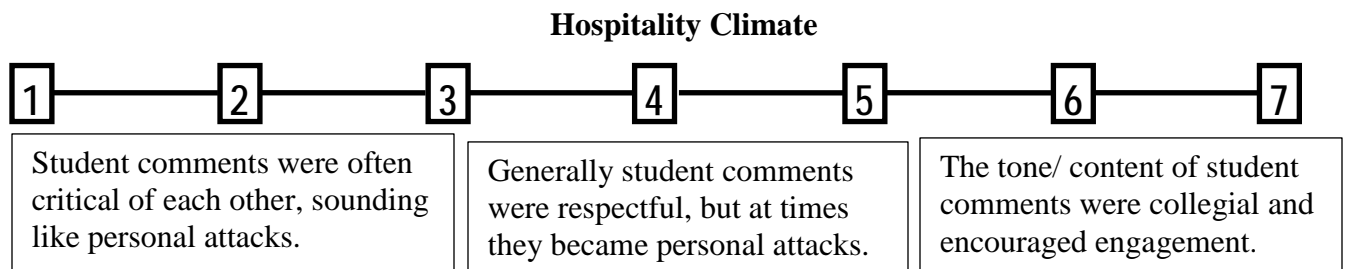 Hospitality Climate
1 2 3 4 5 6 7
Student comments were often
critical of each other, sounding
like personal attacks.
Generally student comments
were respectful, but at times
they became personal attacks.
The tone/ content of student
comments were collegial and
encouraged engagement.